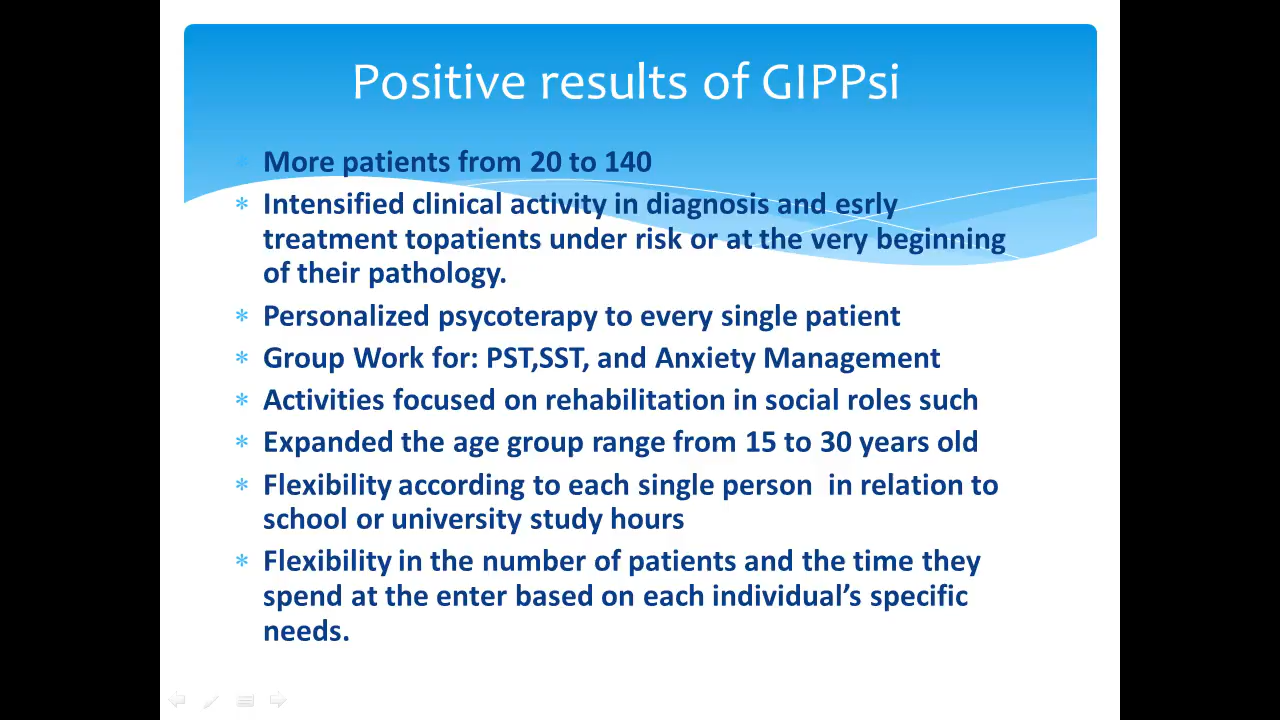 Positive results of GIPPsi
More patients from 20 to 140
Intensified clinical activity in diagnosis and esrly
treatment topatients under risk or at the very beginning
of their pathology.
Personalized psycoterapy to every single patient
Group Work for: PST,SST, and Anxiety Management
Activities focused on rehabilitation in social roles such
Expanded the age group range from 15 to 30 years old
Flexibility according to each single person in relation to
school or university study hours
Flexibility in the number of patients and the time they
spend at the enter based on each individual’s specific
needs.